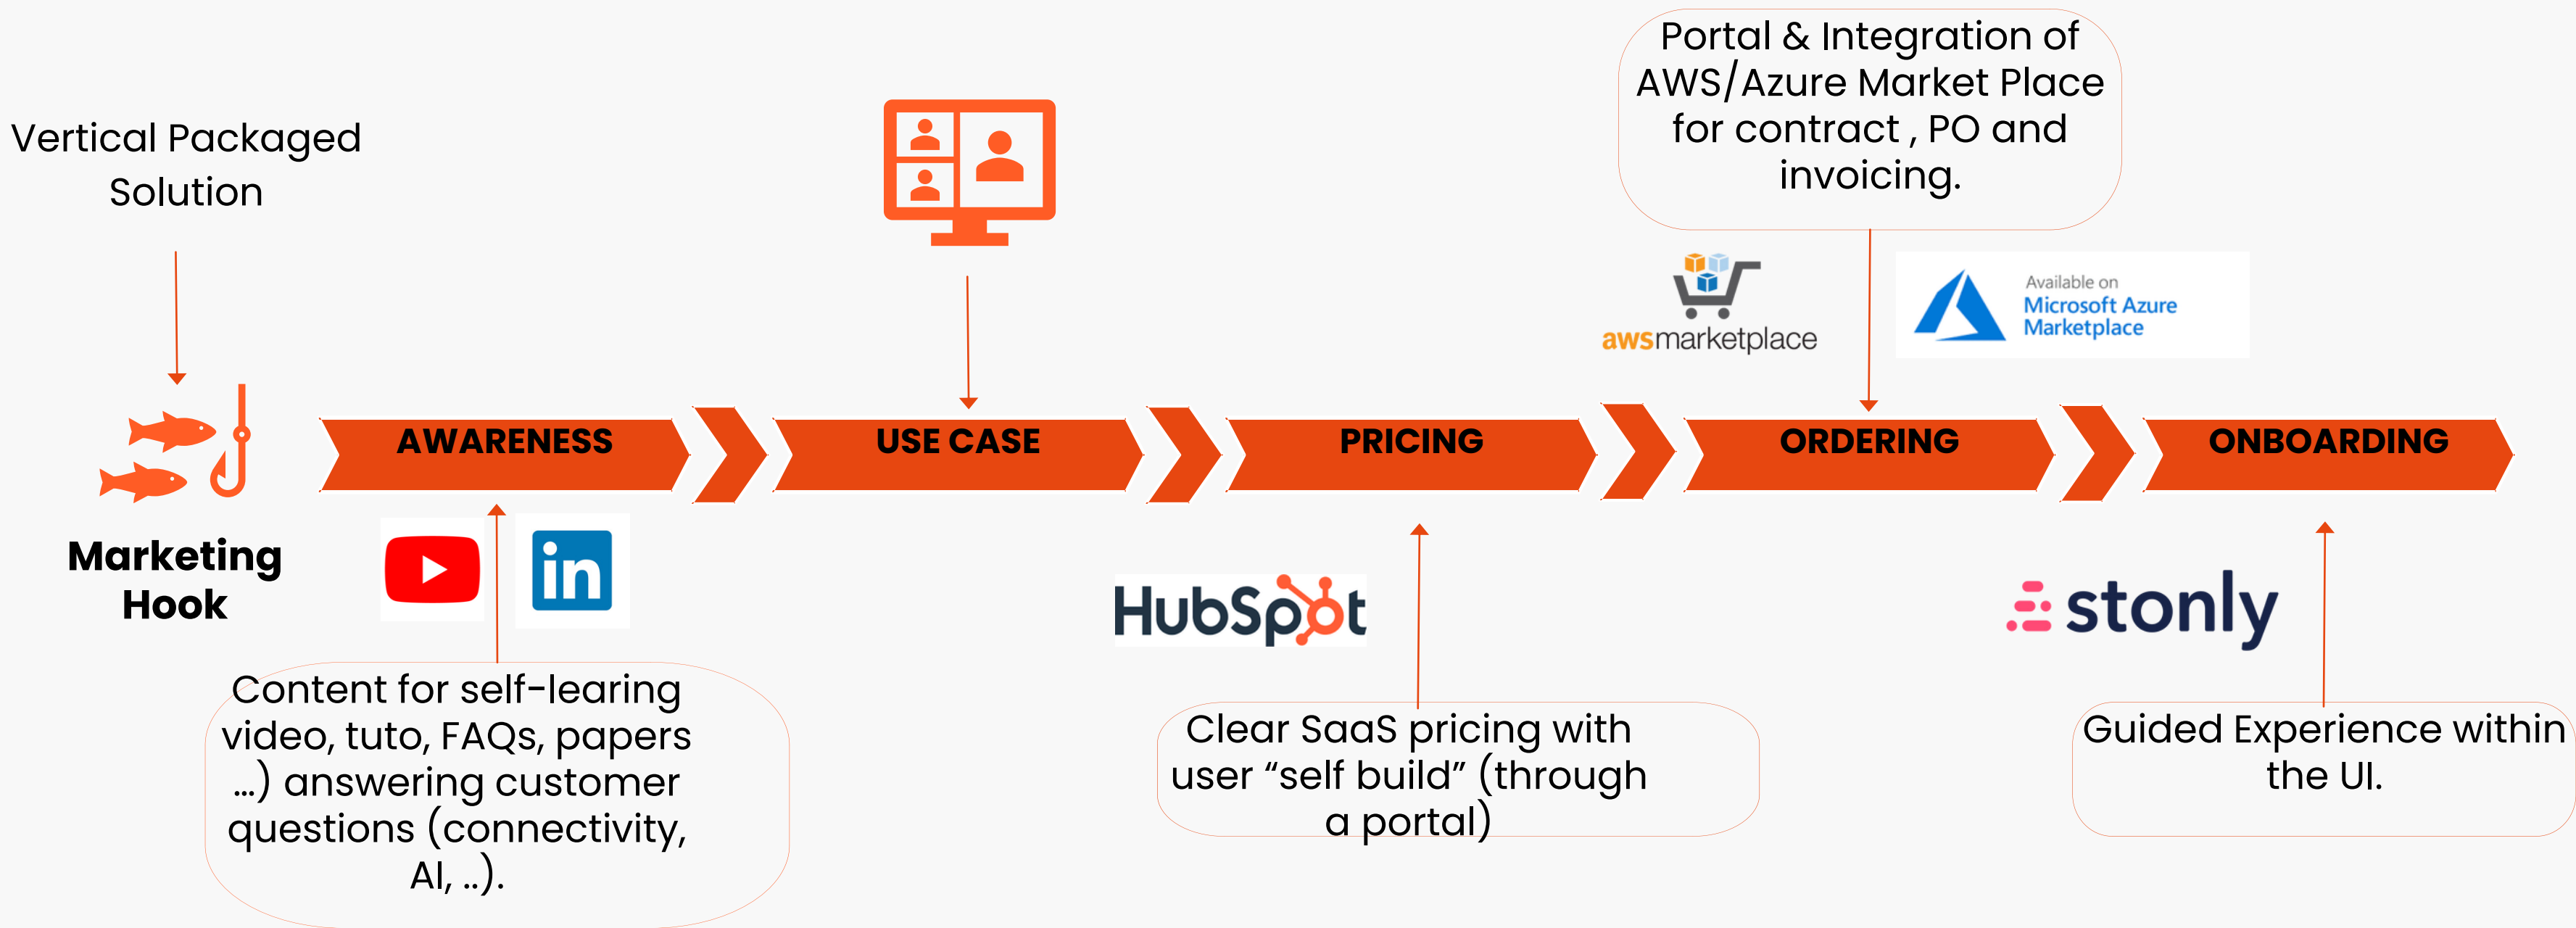 Vertical Packaged
Solution
Portal & Integration of
AWS/Azure Market Place
for contract , PO and
invoicing.
awsmarketplace
Available on
Microsoft Azure
Marketplace
Marketing
Hook
AWARENESS
USE CASE
PRICING
ORDERING
ONBOARDING
in
HubSpot
stonly
Content for self-learing
video, tuto, FAQs, papers
...) answering customer
questions (connectivity,
AI, ..).
Clear SaaS pricing with
user “self build” (through
a portal)
Guided Experience within
the UI.